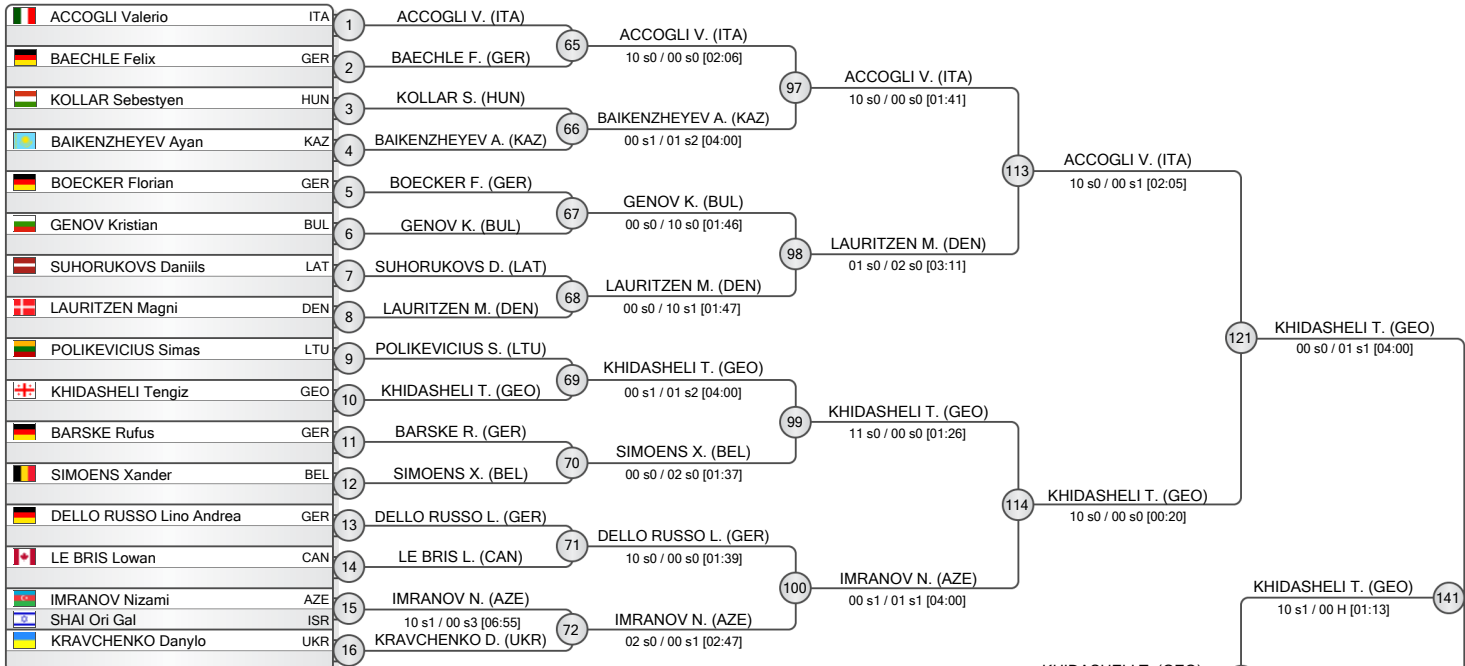 ACCOGLI Valerio ITA
BAECHLE Felix GER
KOLLAR Sebestyen HUN
BAIKENZHEYEV Ayan KAZ
BOECKER Florian GER
GENOV Kristian BUL
SUHORUKOVS Daniils LAT
LAURITZEN Magni DEN
POLIKEVICIUS Simas LTU
KHIDASHELI Tengiz GEO
BARSKE Rufus GER
SIMOENS Xander BEL
DELLO RUSSO Lino Andrea GER
LE BRIS Lowan CAN
IMRANOV Nizami AZE
SHAI Ori Gal ISR
KRAVCHENKO Danylo UKR
1
2
3
4
5
6
7
8
9
10
11
12
13
14
15
16
ACCOGLI V. (ITA)
BAECHLE F. (GER)
KOLLAR S. (HUN)
BAIKENZHEYEV A. (KAZ)
BOECKER F. (GER)
GENOV K. (BUL)
SUHORUKOVS D. (LAT)
LAURITZEN M. (DEN)
POLIKEVICIUS S. (LTU)
KHIDASHELI T. (GEO)
BARSKE R. (GER)
SIMOENS X. (BEL)
DELLO RUSSO L. (GER)
LE BRIS L. (CAN)
IMRANOV N. (AZE)
10 s1 / 00 s3 [06:55]
KRAVCHENKO D. (UKR)
65
66
67
68
69
70
71
72
ACCOGLI V. (ITA)
10 s0 / 00 s0 [02:06]
BAIKENZHEYEV A. (KAZ)
00 s1 / 01 s2 [04:00]
GENOV K. (BUL)
00 s0 / 10 s0 [01:46]
LAURITZEN M. (DEN)
00 s0 / 10 s1 [01:47]
KHIDASHELI T. (GEO)
00 s1 / 01 s2 [04:00]
SIMOENS X. (BEL)
00 s0 / 02 s0 [01:37]
DELLO RUSSO L. (GER)
10 s0 / 00 s0 [01:39]
IMRANOV N. (AZE)
02 s0 / 00 s1 [02:47]
97
98
99
100
ACCOGLI V. (ITA)
10 s0 / 00 s0 [01:41]
LAURITZEN M. (DEN)
01 s0 / 02 s0 [03:11]
KHIDASHELI T. (GEO)
11 s0 / 00 s0 [01:26]
IMRANOV N. (AZE)
00 s1 / 01 s1 [04:00]
113
114
ACCOGLI V. (ITA)
10 s0 / 00 s1 [02:05]
KHIDASHELI T. (GEO)
10 s0 / 00 s0 [00:20]
121
KHIDASHELI T. (GEO)
00 s0 / 01 s1 [04:00]
KHIDASHELI T. (GEO)
10 s1 / 00 H [01:13]
141